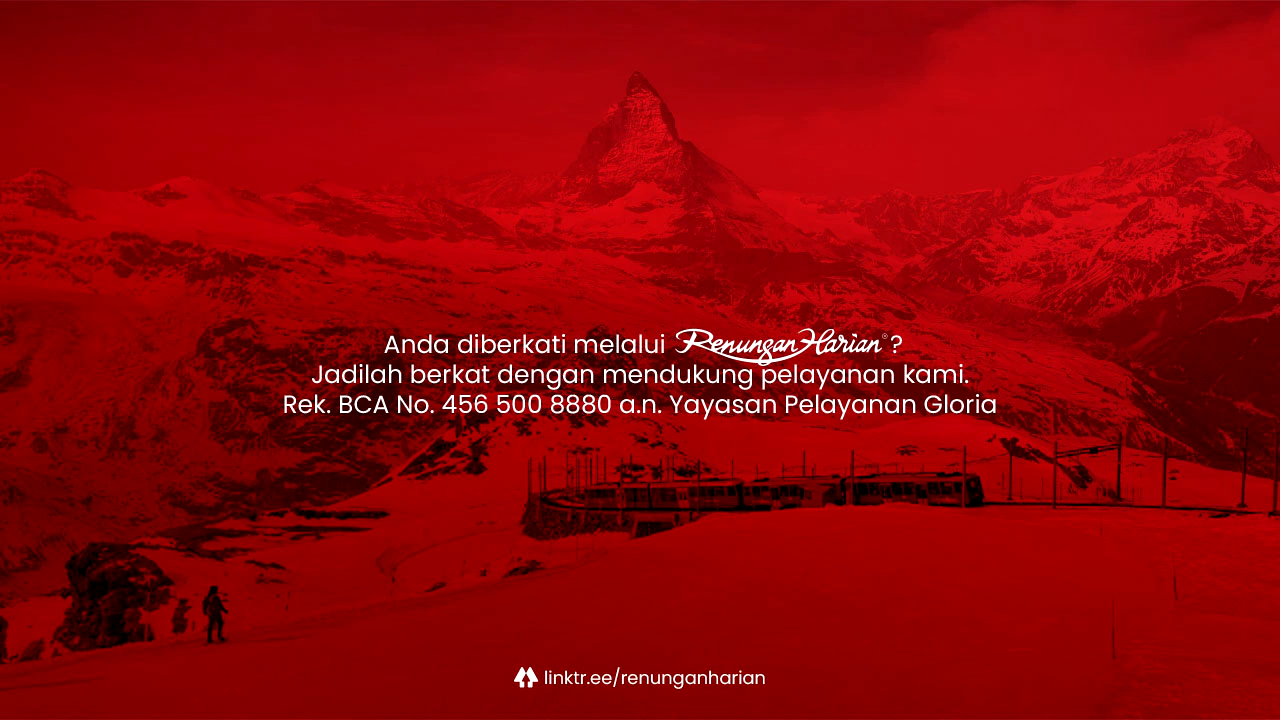 Anda diberkati melalui Renungan Harian®?
Jadilah berkat dengan mendukung pelayanan kami.
Rek. BCA No. 456 500 8880 a.n. Yayasan Pelayanan Gloria
linktr.ee/renunganharian